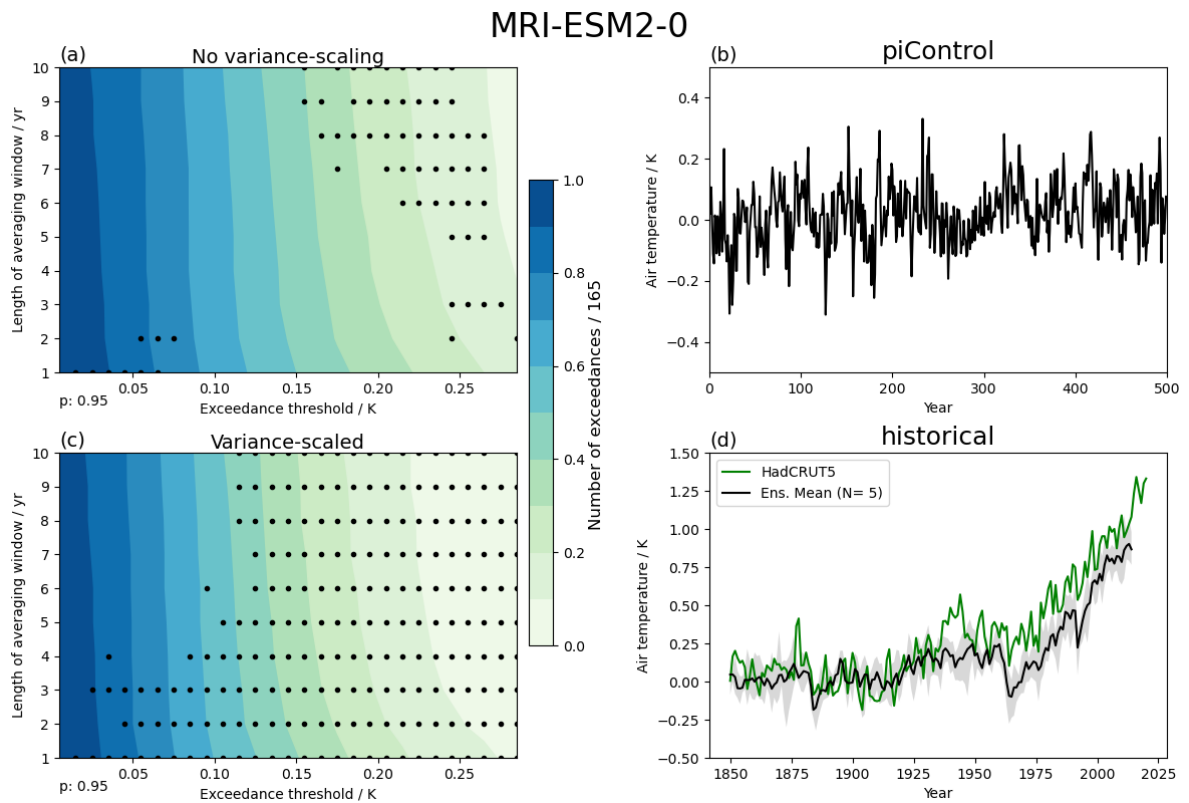 MRI-ESM2-0
(a)
No variance-scaling
10
9
8
7
6
5
4
3
2
1
Length of averaging window / yr
0.05
0.10
0.15
0.20
0.25
p: 0.95
Exceedance threshold / K
(b)
piControl
0.4
0.2
0.0
−0.2
−0.4
Air temperature / K
0
100
200
300
400
500
Year
1.0
0.8
0.6
0.4
0.2
0.0
Number of exceedances / 165
(c)
Variance-scaled
10
9
8
7
6
5
4
3
2
1
Length of averaging window / yr
0.05
0.10
0.15
0.20
0.25
p: 0.95
Exceedance threshold / K
(d)
historical
HadCRUT5
Ens. Mean (N= 5)
1.50
1.25
1.00
0.75
0.50
0.25
0.00
−0.25
−0.50
Air temperature / K
1850
1875
1900
1925
1950
1975
2000
2025
Year